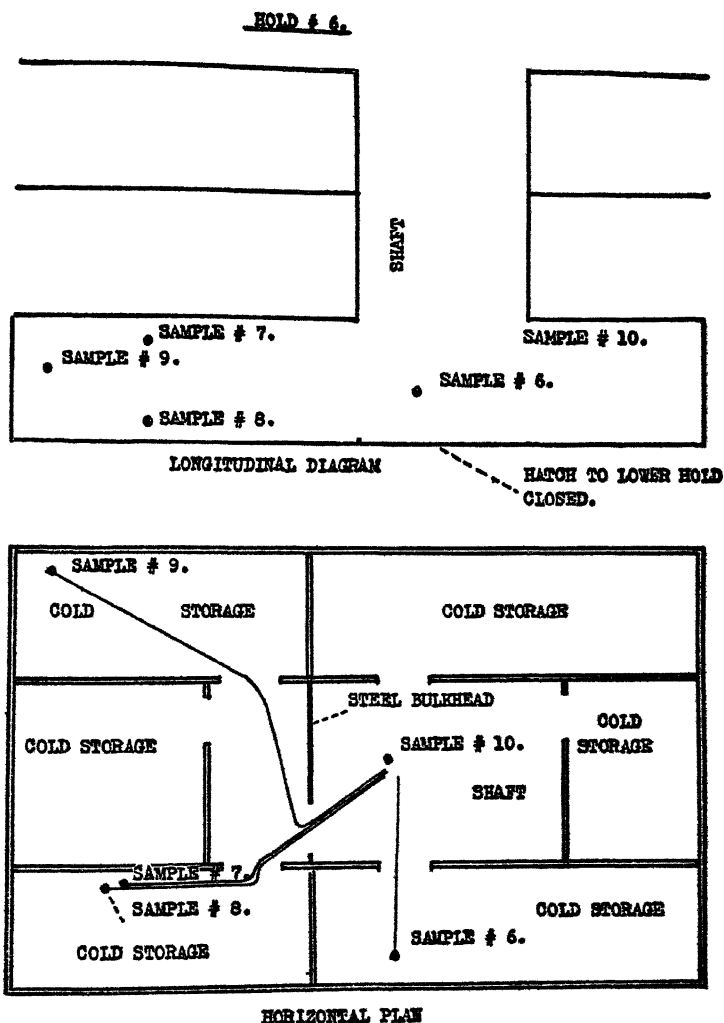 HOLD # 6.
SHAFT
SAMPLE # 7.
SAMPLE # 10.
SAMPLE # 9.
SAMPLE # 6.
SAMPLE # 8.
LONGITUDINAL DIAGRAM
HATCH TO LOWER HOLD
CLOSED.
SAMPLE # 9.
COLD STORAGE
COLD STORAGE
STEEL BULKHEAD
COLD STORAGE
COLD
STORAGE
SAMPLE # 10.
SHAFT
SAMPLE # 7.
SAMPLE # 8.
COLD STORAGE
SAMPLE # 6.
COLD STORAGE
HORIZONTAL PLAN